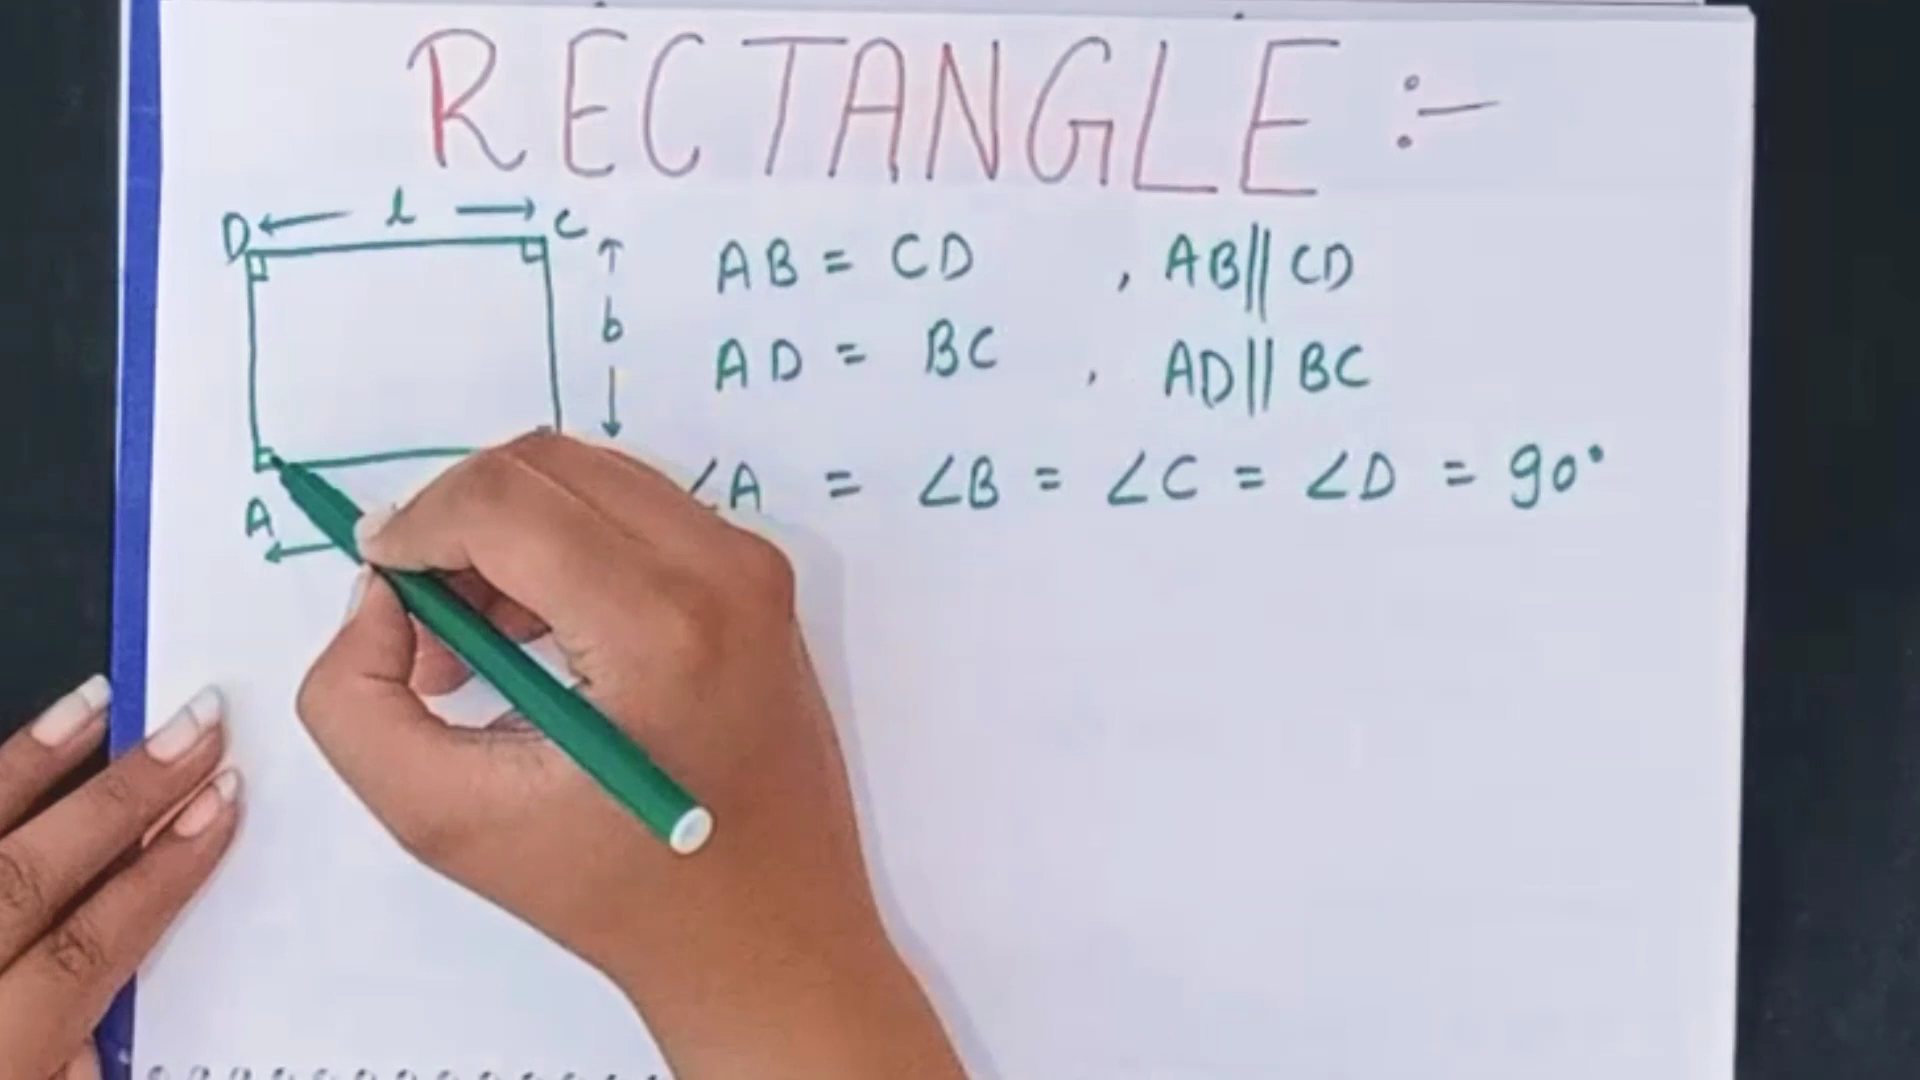 RECTANGLE :-
D ← l → C
↑ b ↓
AB = CD , AB || CD
AD = BC , AD || BC
∠A = ∠B = ∠C = ∠D = 90°
A
←